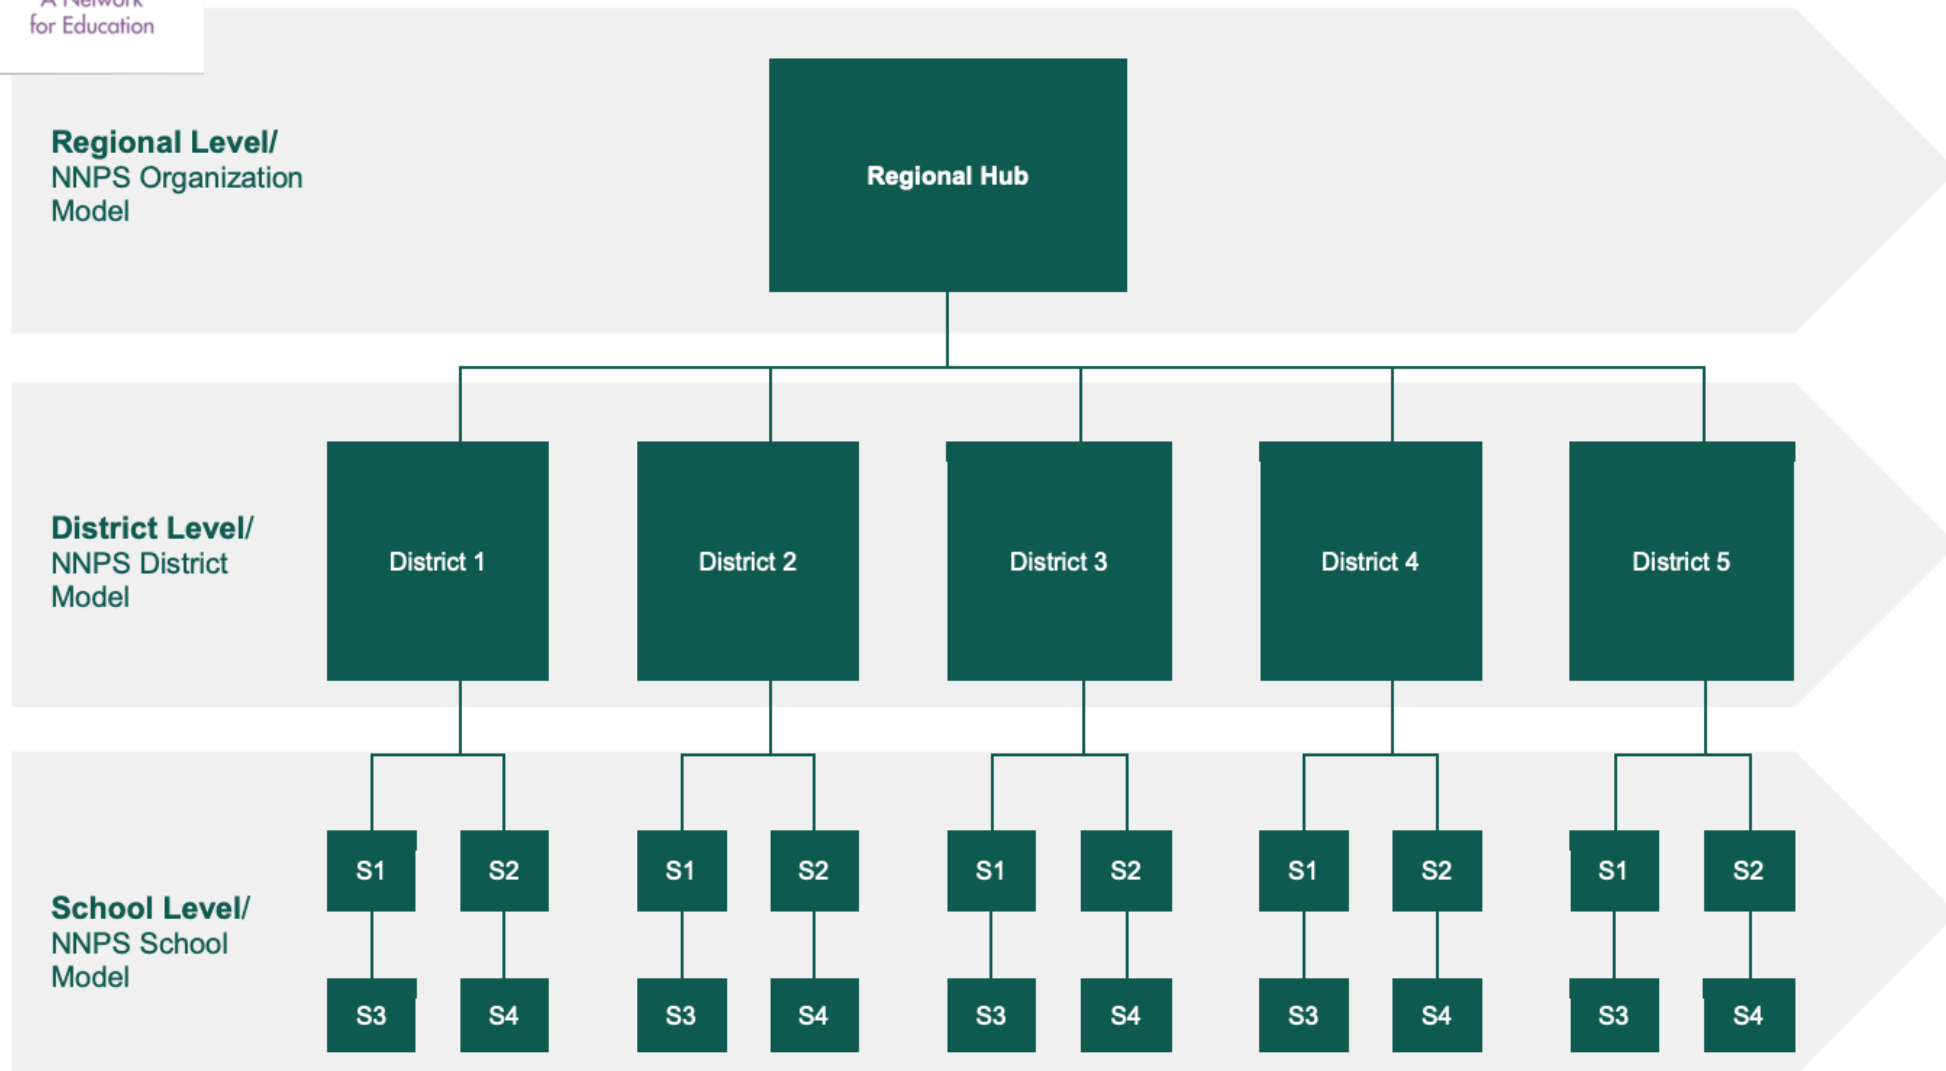 A Network
for Education
Regional Level/
NNPS Organization
Model
Regional Hub
District Level/
NNPS District
Model
District 1
District 2
District 3
District 4
District 5
School Level/
NNPS School
Model
S1
S2
S1
S2
S1
S2
S1
S2
S1
S2
S3
S4
S3
S4
S3
S4
S3
S4
S3
S4